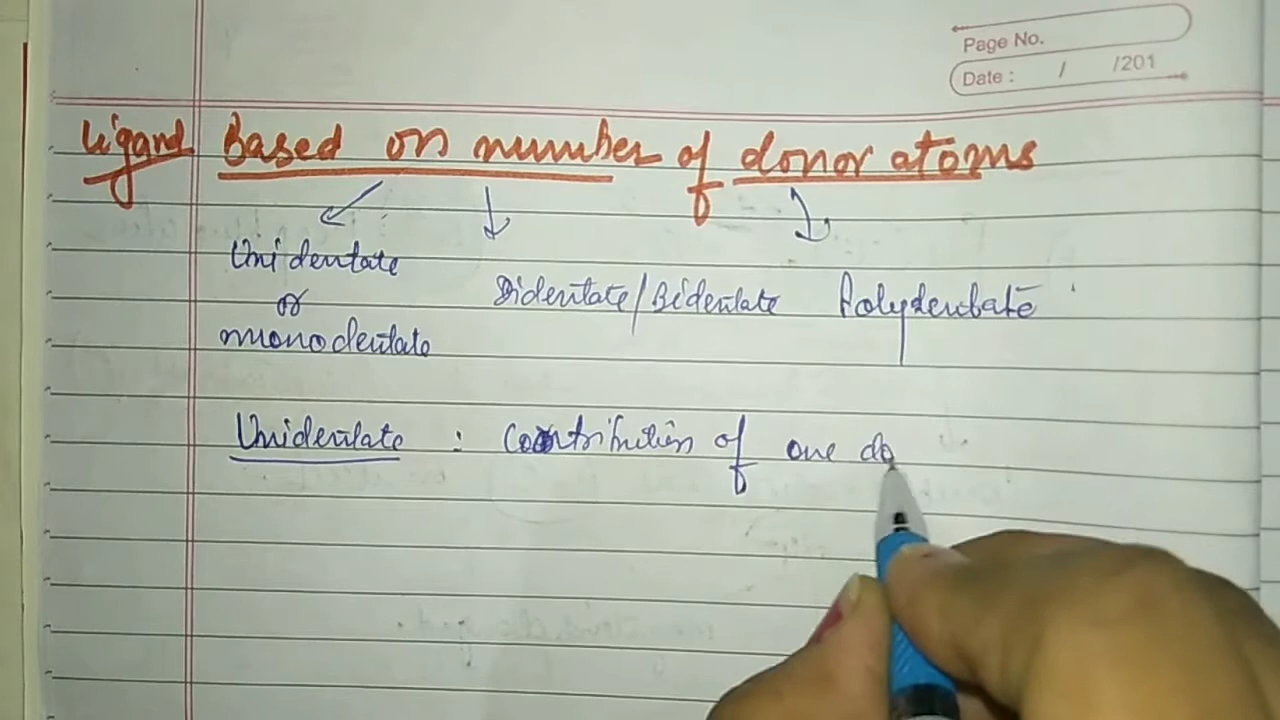 Page No.
Date : / /201
Ligand Based on number of donor atoms
Unidentate
or
monodentate
Didentate/Bidentate
Polydentate
Unidentate : Contribution of one do